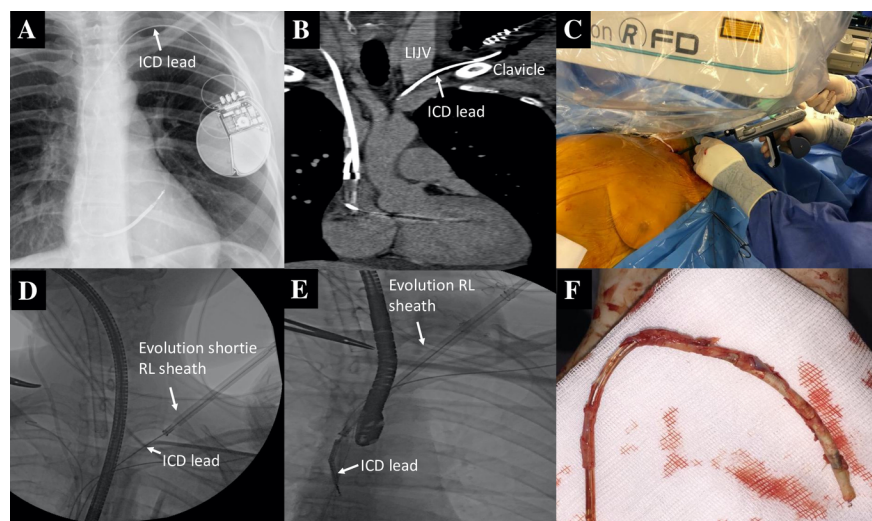 A
ICD lead
B
LIJV
Clavicle
ICD lead
C
on R FD
D
Evolution shortie
RL sheath
ICD lead
E
Evolution RL
sheath
ICD lead
F